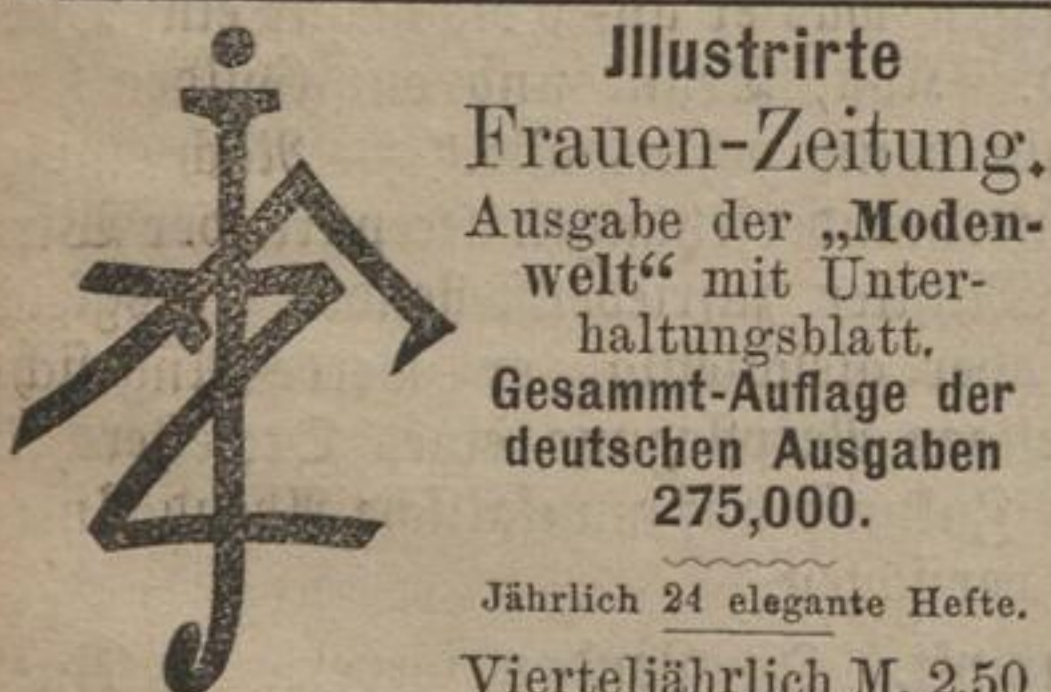 Jllustrirte
Frauen-Zeitung.
Ausgabe der „Moden-
welt“ mit Unter-
haltungsblatt.
Gesammt-Auflage der
deutschen Ausgaben
275,000.
Jährlich 24 elegante Hefte.
Vierteljährlich M. 2.50